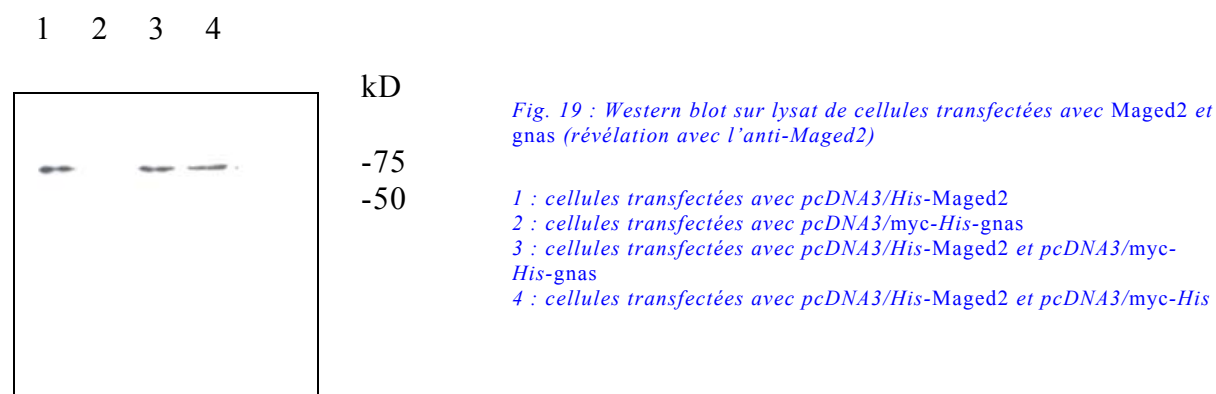 1 2 3 4
kD
-75
-50
Fig. 19 : Western blot sur lysat de cellules transfectées avec Maged2 et
gnas (révélation avec l’anti-Maged2)
1 : cellules transfectées avec pcDNA3/His-Maged2
2 : cellules transfectées avec pcDNA3/myc-His-gnas
3 : cellules transfectées avec pcDNA3/His-Maged2 et pcDNA3/myc-
His-gnas
4 : cellules transfectées avec pcDNA3/His-Maged2 et pcDNA3/myc-His